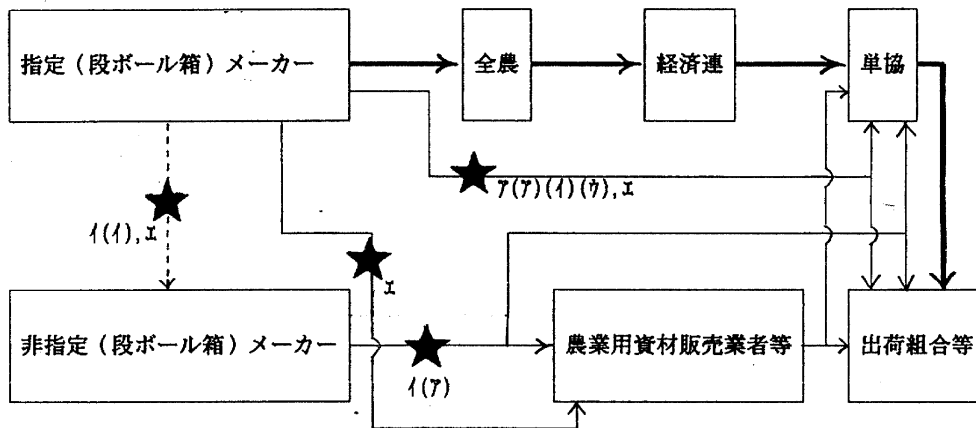 指定（段ボール箱）メーカー
全農
経済連
単協
ｱ(ｱ)(ｲ)(ｳ),ｴ
ｲ(ｲ),ｴ
ｴ
非指定（段ボール箱）メーカー
ｲ(ｱ)
農業用資材販売業者等
出荷組合等